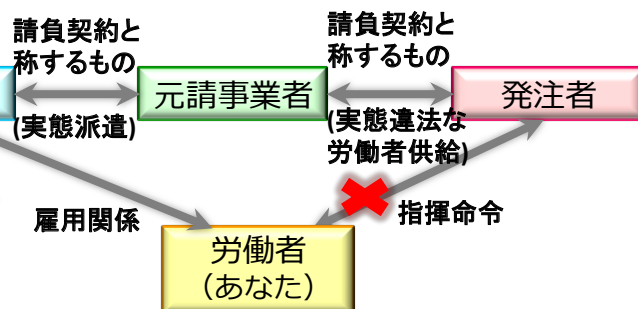 請負契約と
称するもの
請負契約と
称するもの
元請事業者
発注者
(実態派遣)
(実態違法な
労働者供給)
雇用関係
指揮命令
労働者
（あなた）